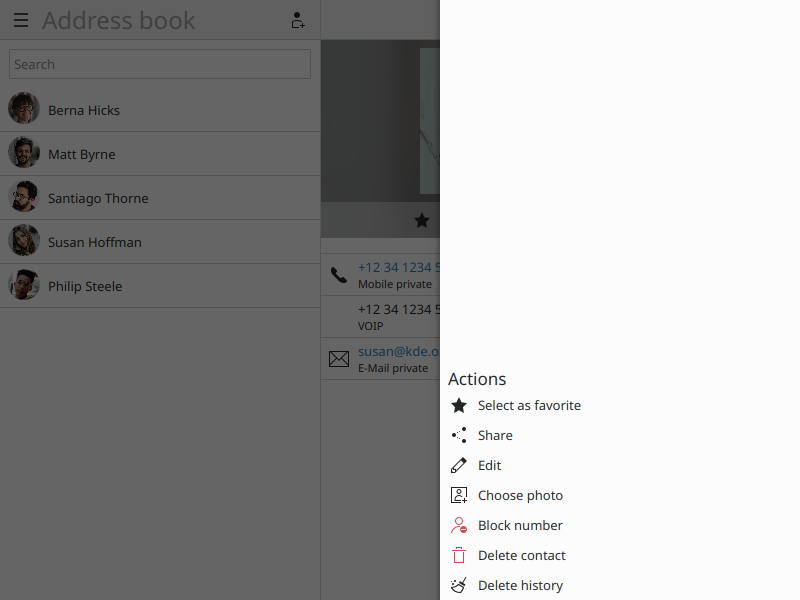 Address book
Search
Berna Hicks
Matt Byrne
Santiago Thorne
Susan Hoffman
Philip Steele
+12 34 1234 5
Mobile private
+12 34 1234 5
VOIP
susan@kde.o
E-Mail private
Actions
Select as favorite
Share
Edit
Choose photo
Block number
Delete contact
Delete history